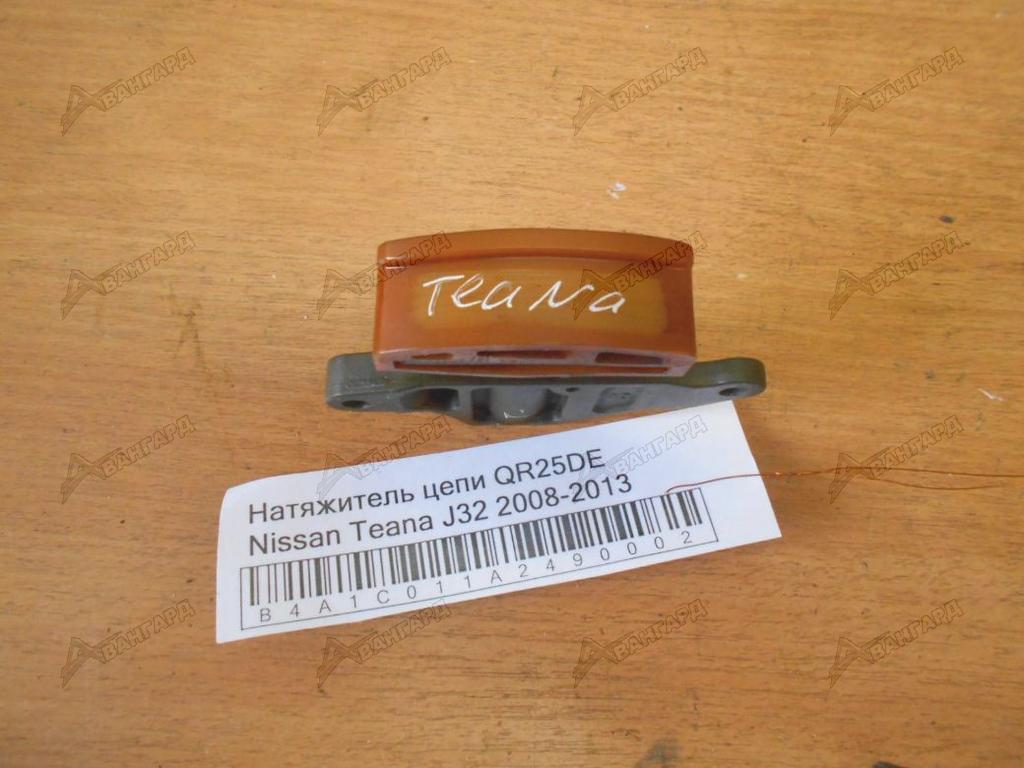 Teana
Натяжитель цепи QR25DE
Nissan Teana J32 2008-2013
B4A1C011A2490002
АВАНГАРД